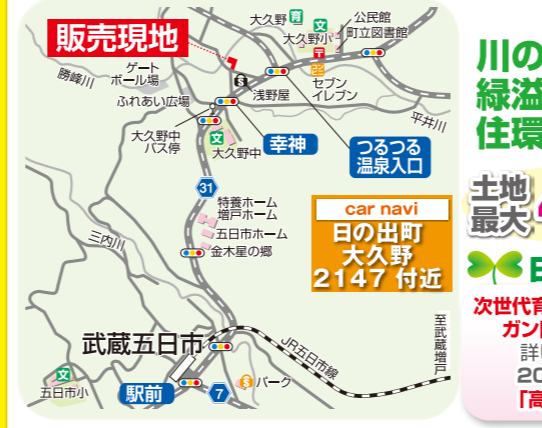 販売現地
大久野
育
文
大久野小
公民館
町立図書館
ゲート
ボール場
勝峰川
ふれあい広場
浅野屋
セブン
イレブン
平井川
大久野中
バス停
文
大久野中
幸神
つるつる
温泉入口
31
特養ホーム
増戸ホーム
五日市ホーム
金木星の郷
三内川
car navi
日の出町
大久野
2147 付近
武蔵五日市
JR五日市線
至武蔵増戸
文
五日市小
駅前
7
パーク
川の
緑溢
住環
土地
最大
次世代育
ガン
詳
20
「高